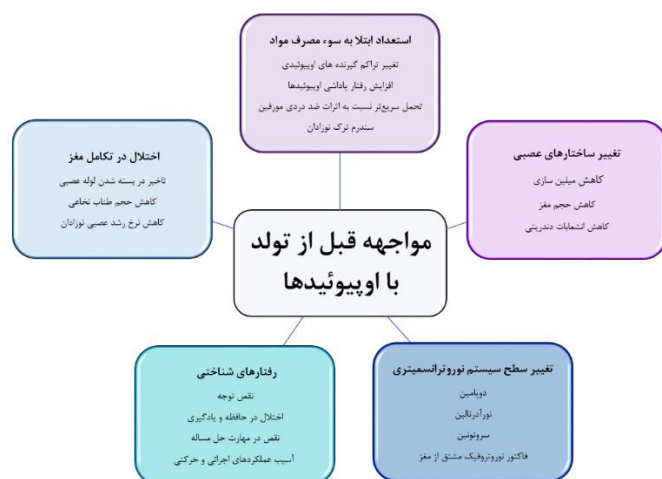 استعداد ابتلا به سوء مصرف مواد
تغییر تراکم گیرنده های اوپیوئیدی
افزایش رفتار پاداشی اوپیوئیدها
تحمل سریع‌تر نسبت به اثرات ضد دردی مورفین
سندرم ترک نوزادان
تغییر ساختارهای عصبی
کاهش میلین سازی
کاهش حجم مغز
کاهش انشعابات دندریتی
اختلال در تکامل مغز
تاخیر در بسته شدن لوله عصبی
کاهش حجم طناب نخاعی
کاهش نرخ رشد عصبی نوزادان
مواجهه قبل از تولد
با اوپیوئیدها
تغییر سطح سیستم نوروترانسمیتری
دوپامین
نورآدرنالین
سروتونین
فاکتور نوروتروفیک مشتق از مغز
رفتارهای شناختی
نقص توجه
اختلال در حافظه و یادگیری
نقص در مهارت حل مساله
آسیب عملکردهای اجرائی و حرکتی